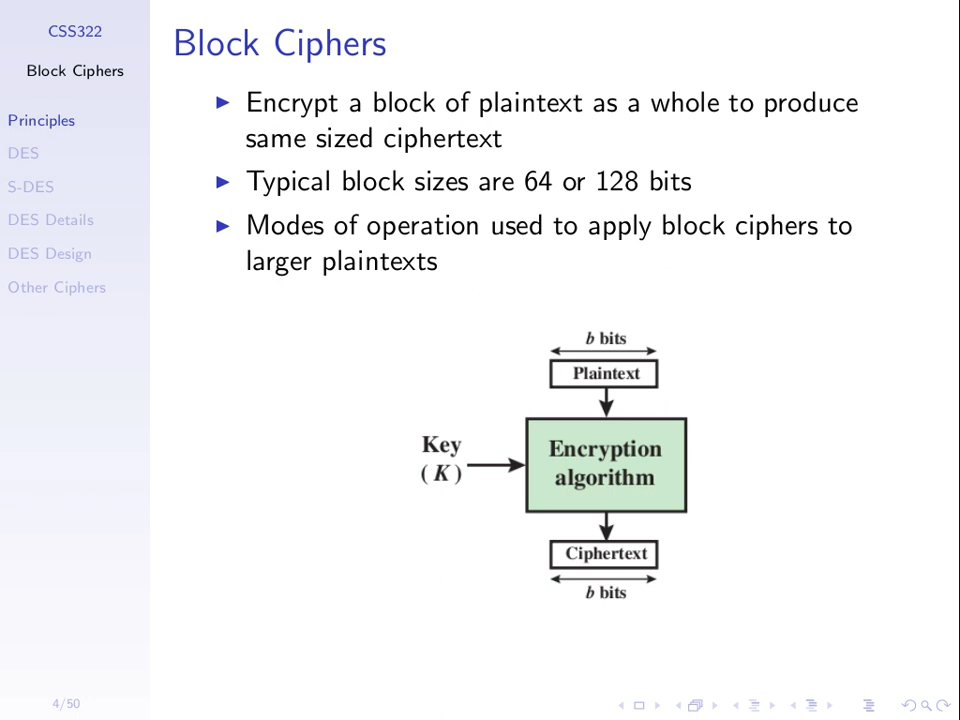 CSS322
Block Ciphers
Principles
DES
S-DES
DES Details
DES Design
Other Ciphers
4/50
Block Ciphers
Encrypt a block of plaintext as a whole to produce
same sized ciphertext
Typical block sizes are 64 or 128 bits
Modes of operation used to apply block ciphers to
larger plaintexts
b bits
Plaintext
Key
(K)
Encryption
algorithm
Ciphertext
b bits